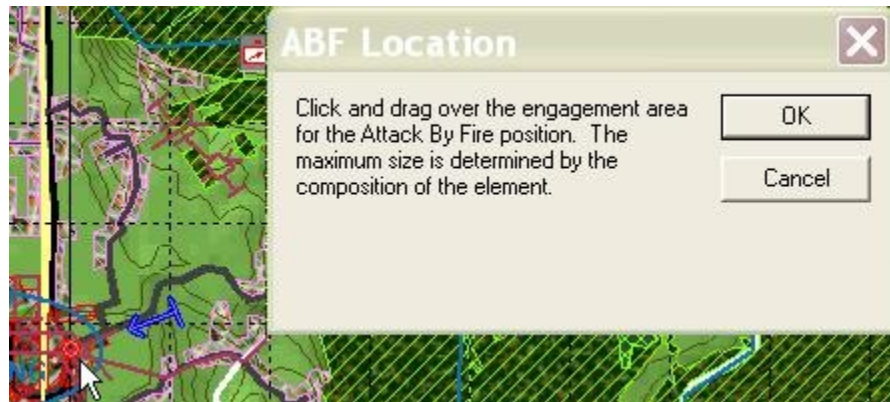 ABF Location
Click and drag over the engagement area
for the Attack By Fire position. The
maximum size is determined by the
composition of the element.
OK
Cancel